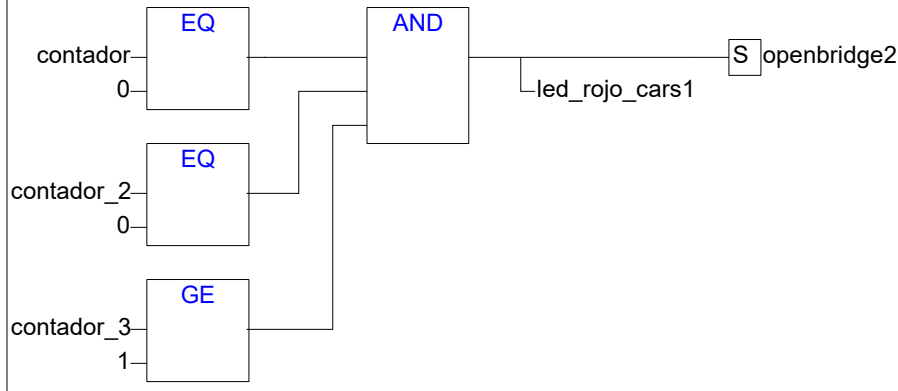 EQ
AND
contador
0
S openbridge2
led_rojo_cars1
EQ
contador_2
0
GE
contador_3
1